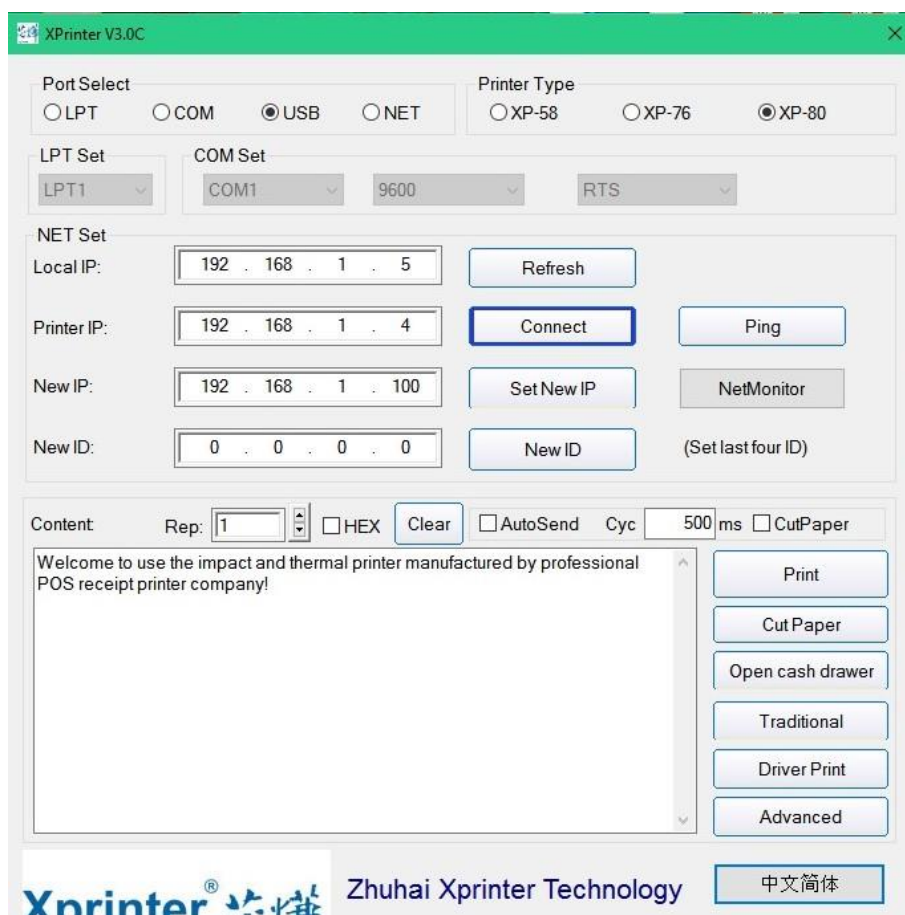 XPrinter V3.0C
Port Select
Printer Type
LPT COM USB NET XP-58 XP-76 XP-80
LPT Set COM Set
LPT1 COM1 9600 RTS
NET Set
Local IP: 192 . 168 . 1 . 5 Refresh
Printer IP: 192 . 168 . 1 . 4 Connect Ping
New IP: 192 . 168 . 1 . 100 Set New IP NetMonitor
New ID: 0 . 0 . 0 . 0 New ID (Set last four ID)
Content: Rep: 1 HEX Clear AutoSend Cyc 500 ms CutPaper
Welcome to use the impact and thermal printer manufactured by professional
POS receipt printer company!
Print
Cut Paper
Open cash drawer
Traditional
Driver Print
Advanced
Xprinter® Zhuhai Xprinter Technology 中文简体